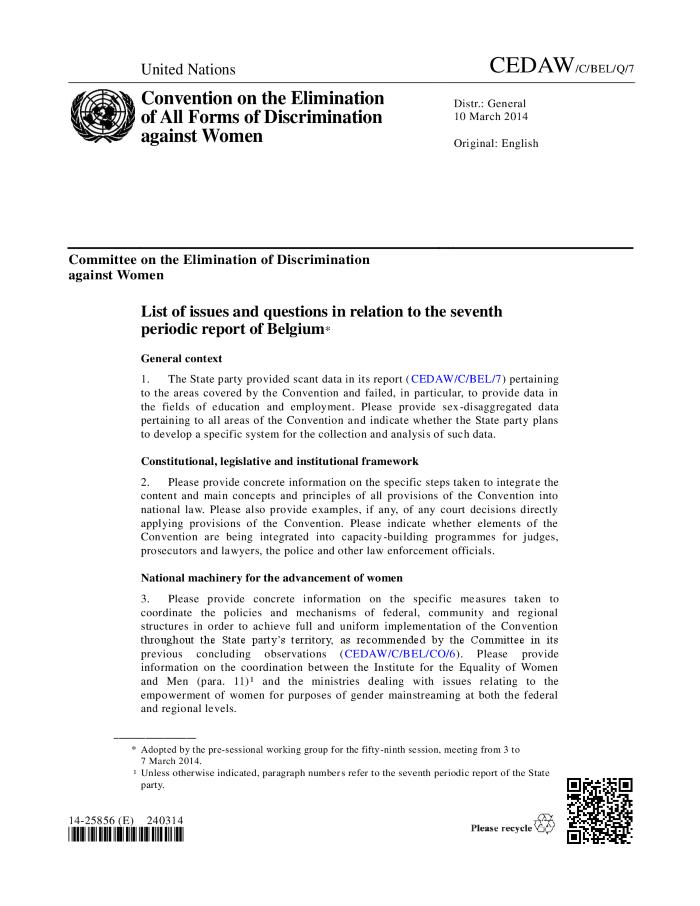 United Nations
CEDAW/C/BEL/Q/7
Convention on the Elimination
of All Forms of Discrimination
against Women
Distr.: General
10 March 2014
Original: English
Committee on the Elimination of Discrimination
against Women
List of issues and questions in relation to the seventh
periodic report of Belgium*
General context
1. The State party provided scant data in its report (CEDAW/C/BEL/7) pertaining
to the areas covered by the Convention and failed, in particular, to provide data in
the fields of education and employment. Please provide sex-disaggregated data
pertaining to all areas of the Convention and indicate whether the State party plans
to develop a specific system for the collection and analysis of such data.
Constitutional, legislative and institutional framework
2. Please provide concrete information on the specific steps taken to integrate the
content and main concepts and principles of all provisions of the Convention into
national law. Please also provide examples, if any, of any court decisions directly
applying provisions of the Convention. Please indicate whether elements of the
Convention are being integrated into capacity-building programmes for judges,
prosecutors and lawyers, the police and other law enforcement officials.
National machinery for the advancement of women
3. Please provide concrete information on the specific measures taken to
coordinate the policies and mechanisms of federal, community and regional
structures in order to achieve full and uniform implementation of the Convention
throughout the State party's territory, as recommended by the Committee in its
previous concluding observations (CEDAW/C/BEL/CO/6). Please provide
information on the coordination between the Institute for the Equality of Women
and Men (para. 11)¹ and the ministries dealing with issues relating to the
empowerment of women for purposes of gender mainstreaming at both the federal
and regional levels.
* Adopted by the pre-sessional working group for the fifty-ninth session, meeting from 3 to
7 March 2014.
¹ Unless otherwise indicated, paragraph numbers refer to the seventh periodic report of the State
party.
14-25856 (E) 240314
Please recycle